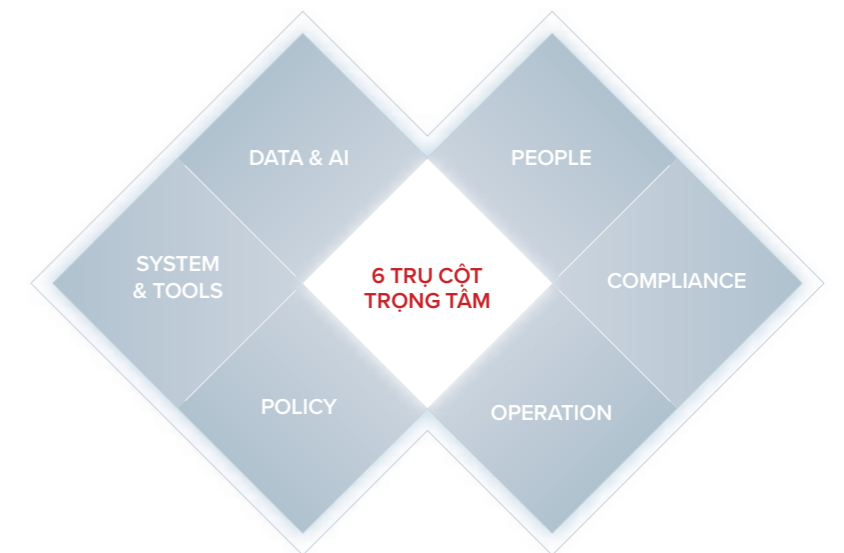 DATA & AI
PEOPLE
SYSTEM
& TOOLS
6 TRỤ CỘT
TRỌNG TÂM
COMPLIANCE
POLICY
OPERATION